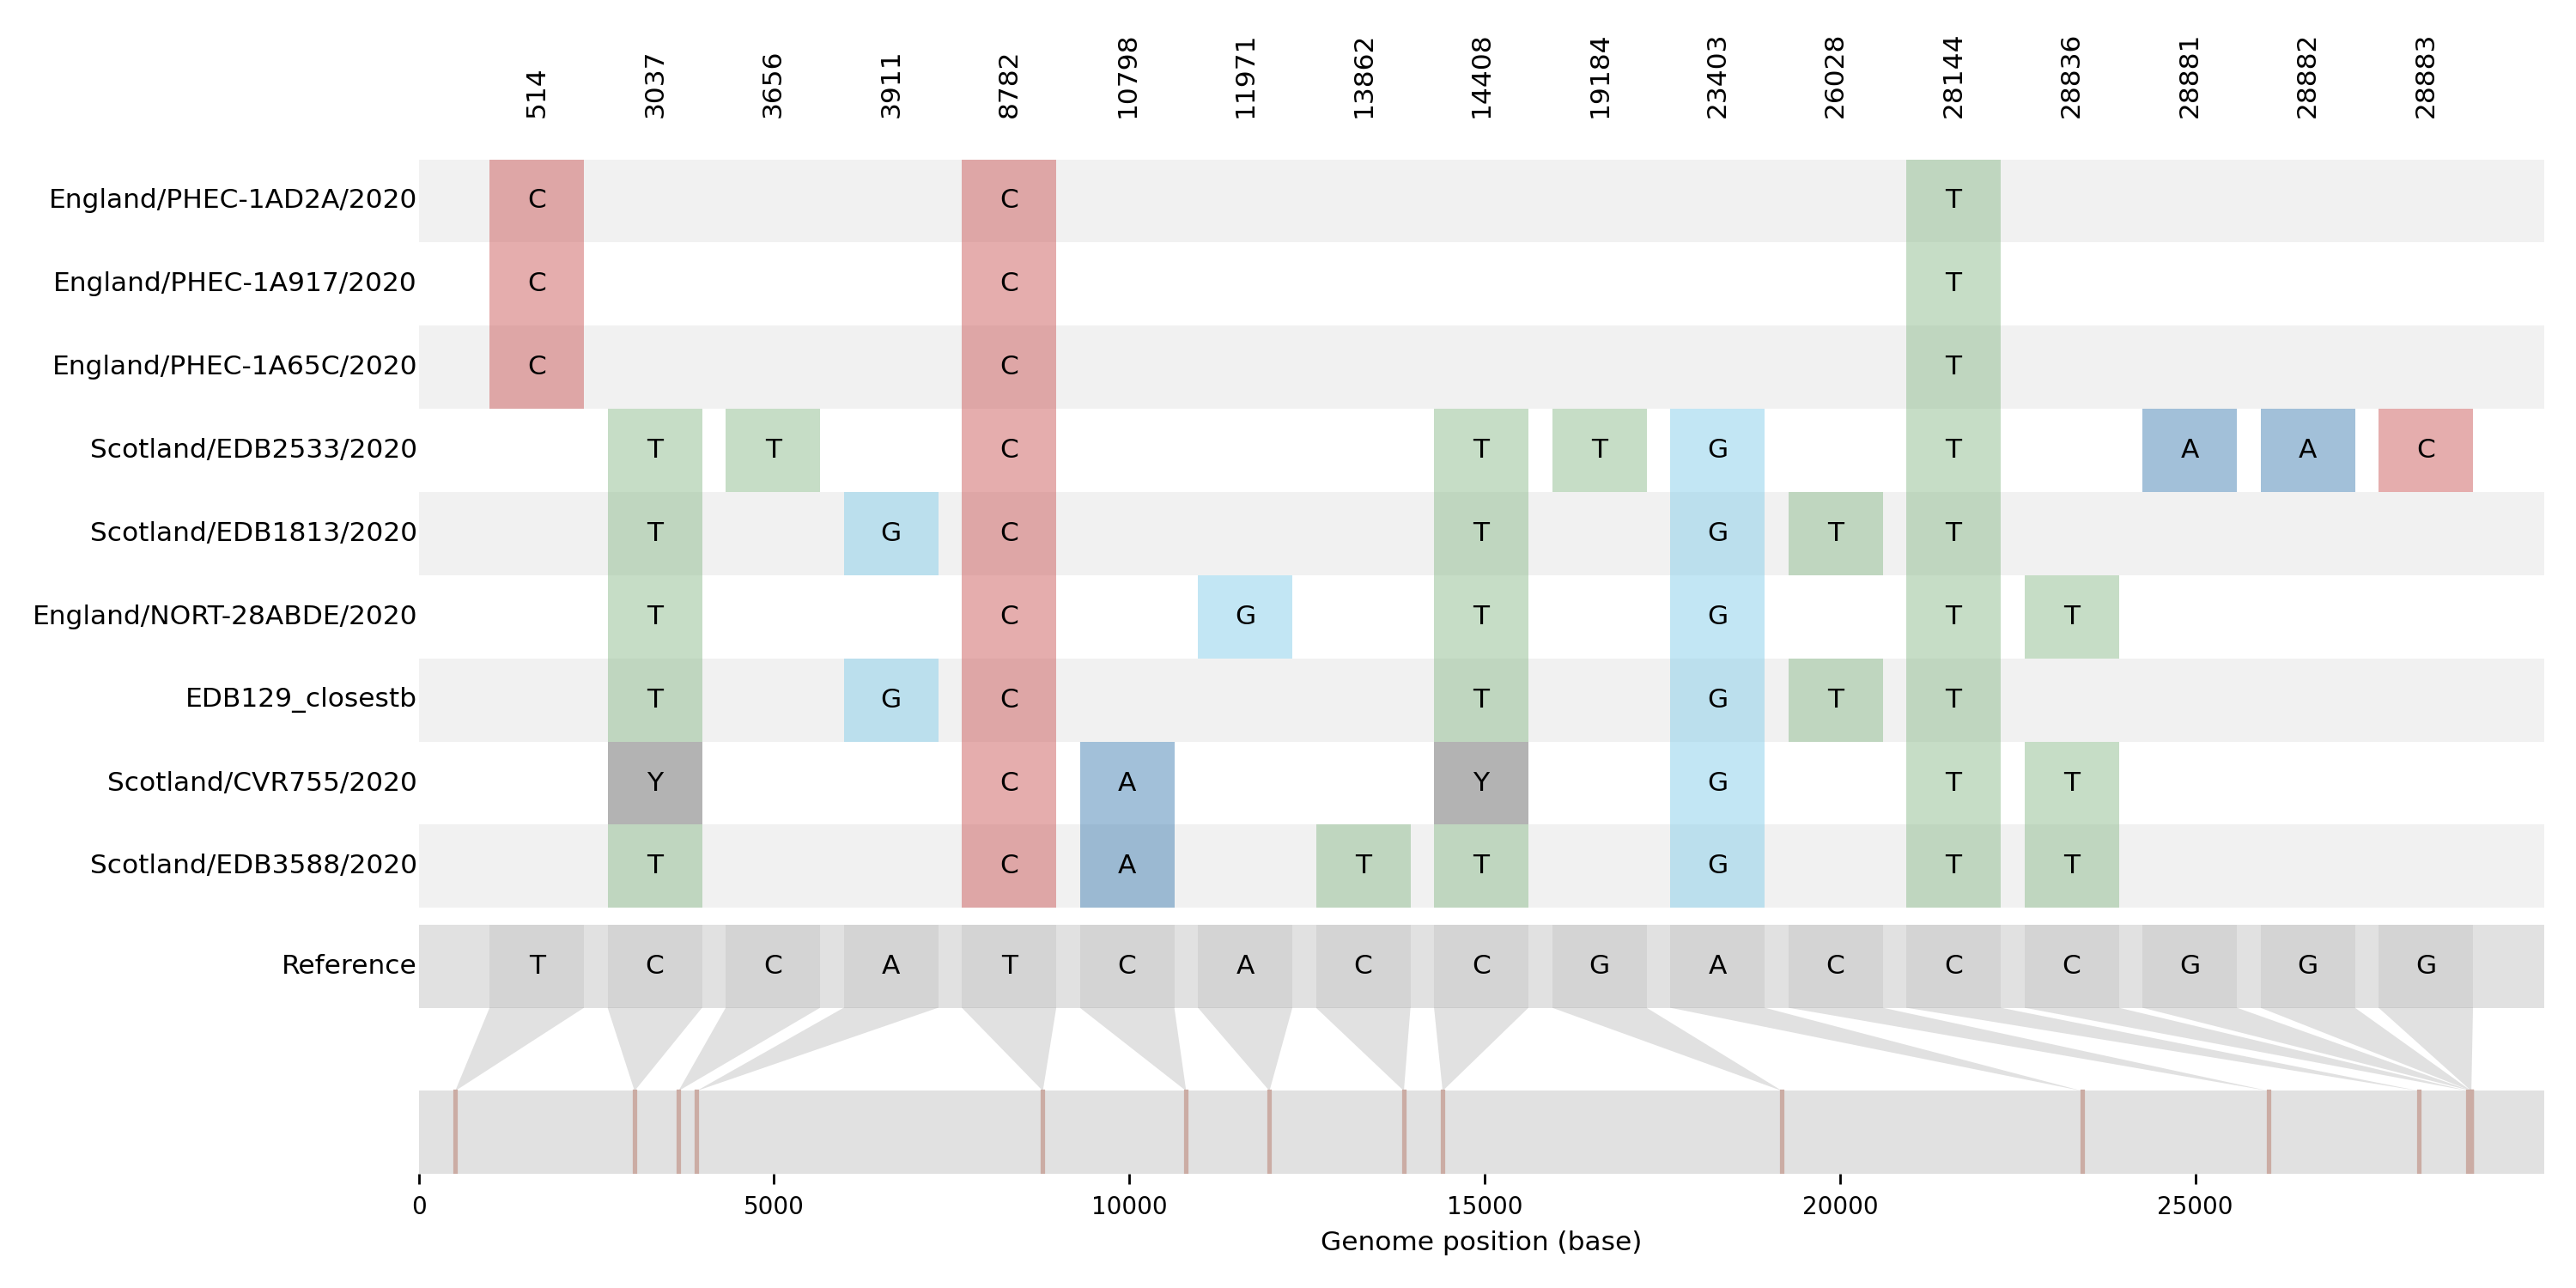 514 3037 3656 3911 8782 10798 11971 13862 14408 19184 23403 26028 28144 28836 28881 28882 28883
England/PHEC-1AD2A/2020 C C T
England/PHEC-1A917/2020 C C T
England/PHEC-1A65C/2020 C C T
Scotland/EDB2533/2020 T T C T T G T A A C
Scotland/EDB1813/2020 T G C T G T T
England/NORT-28ABDE/2020 T C G T G T T
EDB129_closestb T G C T G T T
Scotland/CVR755/2020 Y C A Y G T T
Scotland/EDB3588/2020 T C A T T G T T
Reference T C C A T C A C C G A C C C G G G
0 5000 10000 15000 20000 25000
Genome position (base)